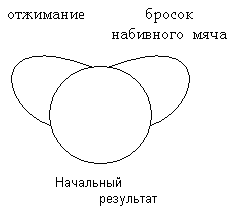 отжимание
бросок
набивного мяча
Начальный
результат